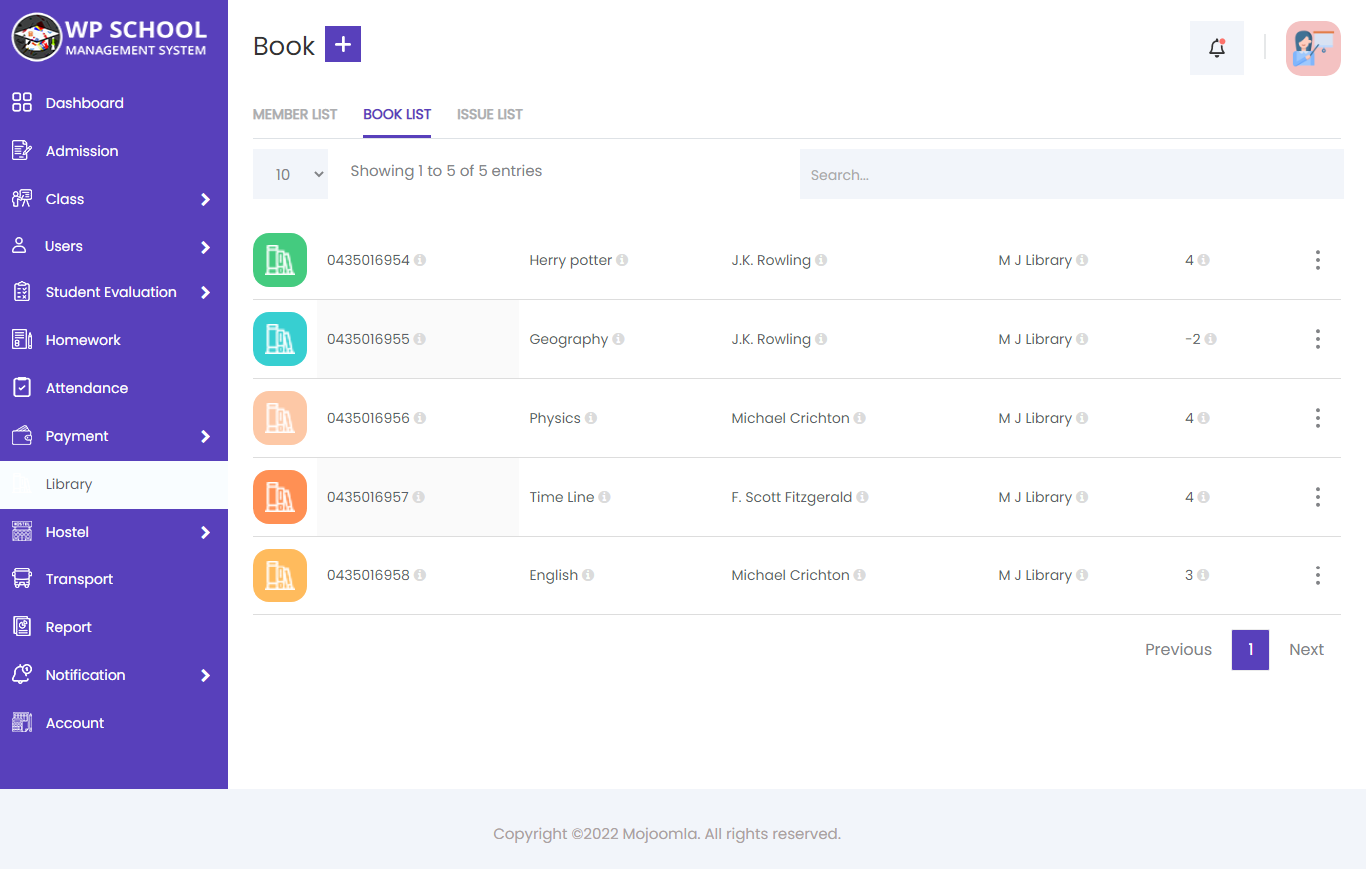 WP SCHOOL
MANAGEMENT SYSTEM
Dashboard
Admission
Class
Users
Student Evaluation
Homework
Attendance
Payment
Library
Hostel
Transport
Report
Notification
Account
Book +
MEMBER LIST BOOK LIST ISSUE LIST
10 Showing 1 to 5 of 5 entries Search...
0435016954 Herry potter J.K. Rowling M J Library 4
0435016955 Geography J.K. Rowling M J Library -2
0435016956 Physics Michael Crichton M J Library 4
0435016957 Time Line F. Scott Fitzgerald M J Library 4
0435016958 English Michael Crichton M J Library 3
Previous 1 Next
Copyright ©2022 Mojoomla. All rights reserved.